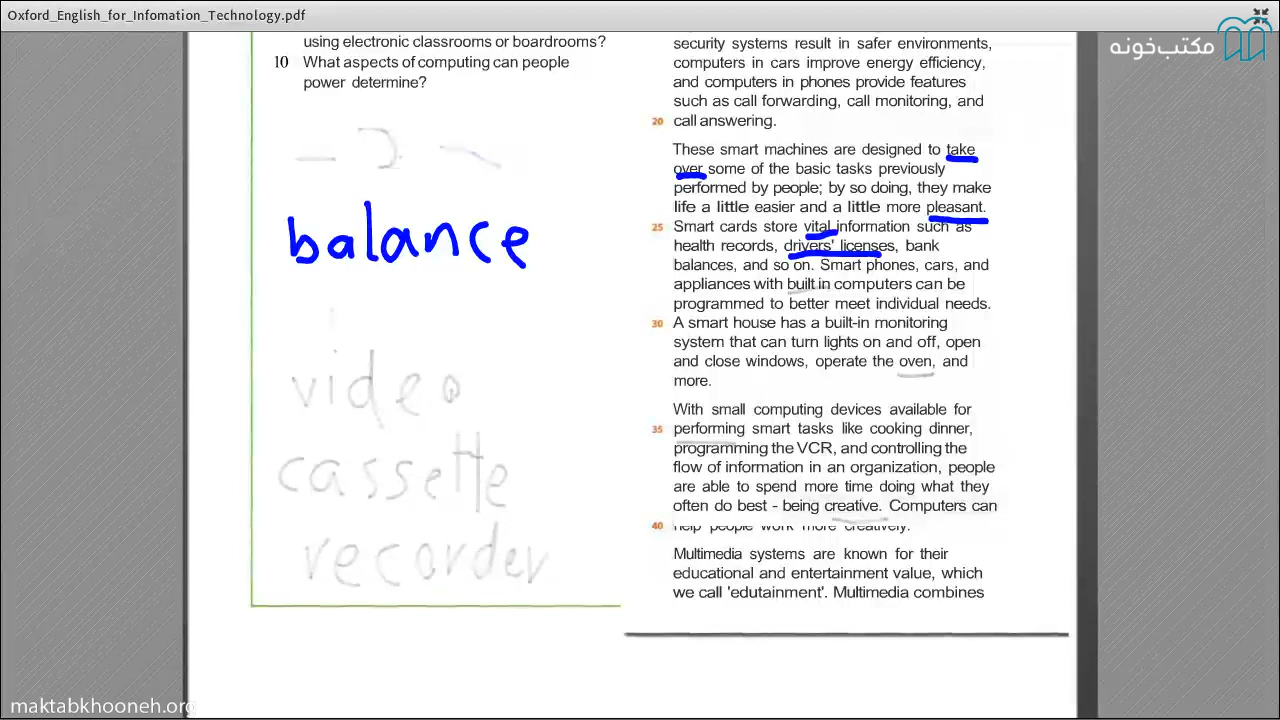 Oxford_English_for_Infomation_Technology.pdf
مکتب‌خونه
using electronic classrooms or boardrooms?
10 What aspects of computing can people
power determine?
balance
video
cassette
recorder
security systems result in safer environments,
computers in cars improve energy efficiency,
and computers in phones provide features
such as call forwarding, call monitoring, and
20 call answering.
These smart machines are designed to take
over some of the basic tasks previously
performed by people; by so doing, they make
life a little easier and a little more pleasant.
25 Smart cards store vital information such as
health records, drivers' licenses, bank
balances, and so on. Smart phones, cars, and
appliances with built in computers can be
programmed to better meet individual needs.
30 A smart house has a built-in monitoring
system that can turn lights on and off, open
and close windows, operate the oven, and
more.
With small computing devices available for
35 performing smart tasks like cooking dinner,
programming the VCR, and controlling the
flow of information in an organization, people
are able to spend more time doing what they
often do best - being creative. Computers can
40 help people work more creatively.
Multimedia systems are known for their
educational and entertainment value, which
we call 'edutainment'. Multimedia combines
maktabkhooneh.org